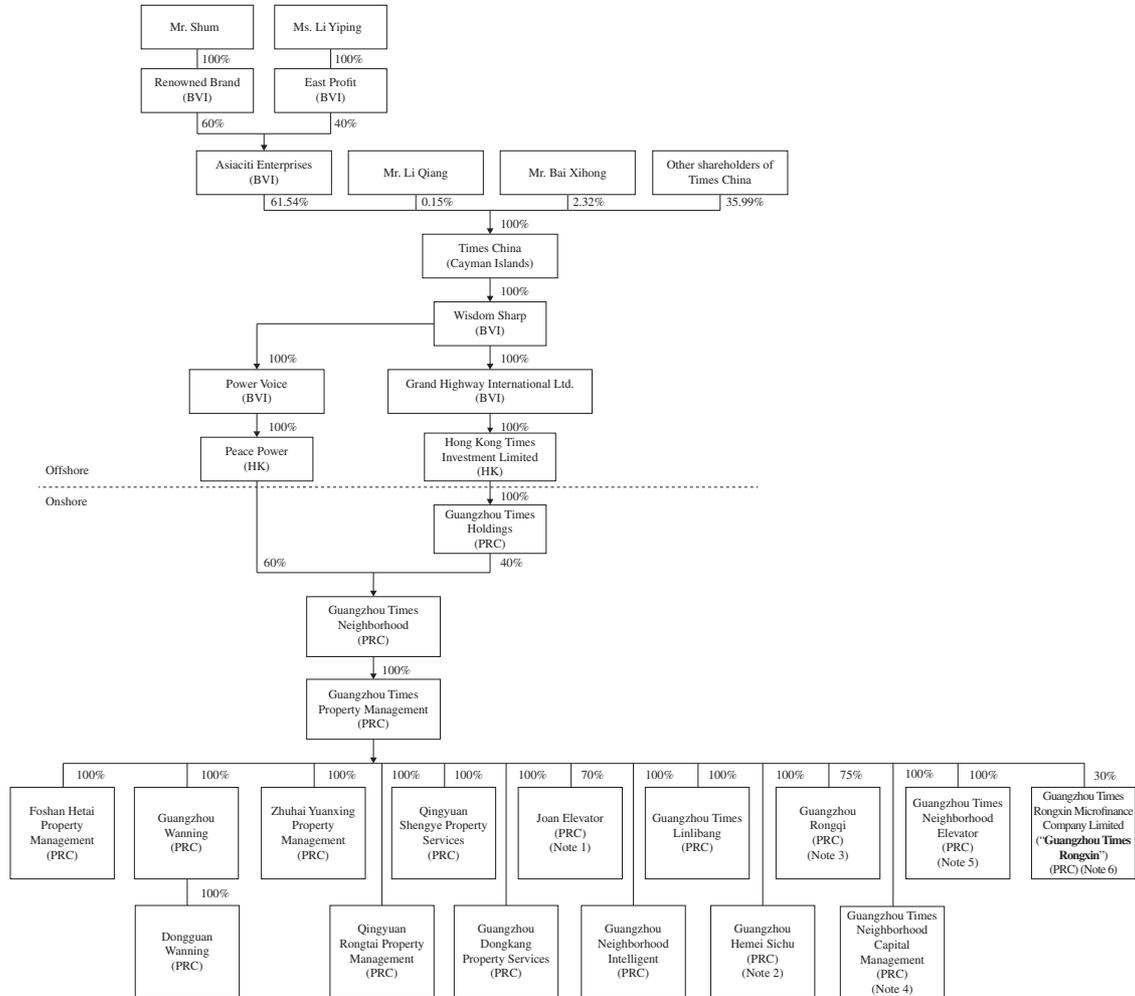 Mr. Shum
Ms. Li Yiping
100%
100%
Renowned Brand
(BVI)
East Profit
(BVI)
60%
40%
Asiaciti Enterprises
(BVI)
Mr. Li Qiang
Mr. Bai Xihong
Other shareholders of
Times China
61.54%
0.15%
2.32%
35.99%
100%
Times China
(Cayman Islands)
100%
Wisdom Sharp
(BVI)
100%
100%
Power Voice
(BVI)
Grand Highway International Ltd.
(BVI)
100%
100%
Peace Power
(HK)
Hong Kong Times
Investment Limited
(HK)
Offshore
Onshore
100%
Guangzhou Times
Holdings
(PRC)
60%
40%
Guangzhou Times
Neighborhood
(PRC)
100%
Guangzhou Times
Property Management
(PRC)
100%
100%
100%
100%
100%
100%
70%
100%
100%
100%
75%
100%
100%
30%
Foshan Hetai
Property
Management
(PRC)
Guangzhou
Wanning
(PRC)
Zhuhai Yuanxing
Property
Management
(PRC)
Qingyuan
Shengye Property
Services
(PRC)
Joan Elevator
(PRC)
(Note 1)
Guangzhou Times
Linlibang
(PRC)
Guangzhou
Rongqi
(PRC)
(Note 3)
Guangzhou Times
Neighborhood
Elevator
(PRC)
(Note 5)
Guangzhou Times
Rongxin Microfinance
Company Limited
("Guangzhou Times
Rongxin")
(PRC) (Note 6)
100%
Dongguan
Wanning
(PRC)
Qingyuan
Rongtai Property
Management
(PRC)
Guangzhou
Dongkang
Property Services
(PRC)
Guangzhou
Neighborhood
Intelligent
(PRC)
Guangzhou
Hemei Sichu
(PRC)
(Note 2)
Guangzhou Times
Neighborhood
Capital
Management
(PRC)
(Note 4)